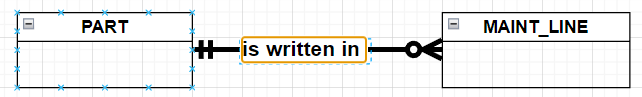 PART
is written in
MAINT_LINE